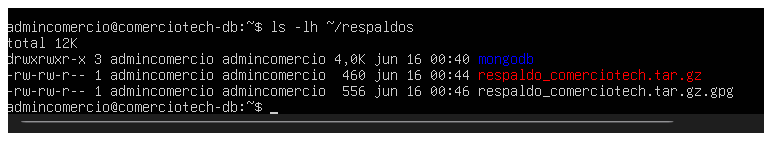 admincomercio@comerciotech-db:~$ ls -lh ~/respaldos
total 12K
drwxrwxr-x 3 admincomercio admincomercio 4,0K jun 16 00:40 mongodb
-rw-rw-r-- 1 admincomercio admincomercio  460 jun 16 00:44 respaldo_comerciotech.tar.gz
-rw-rw-r-- 1 admincomercio admincomercio  556 jun 16 00:46 respaldo_comerciotech.tar.gz.gpg
admincomercio@comerciotech-db:~$ _